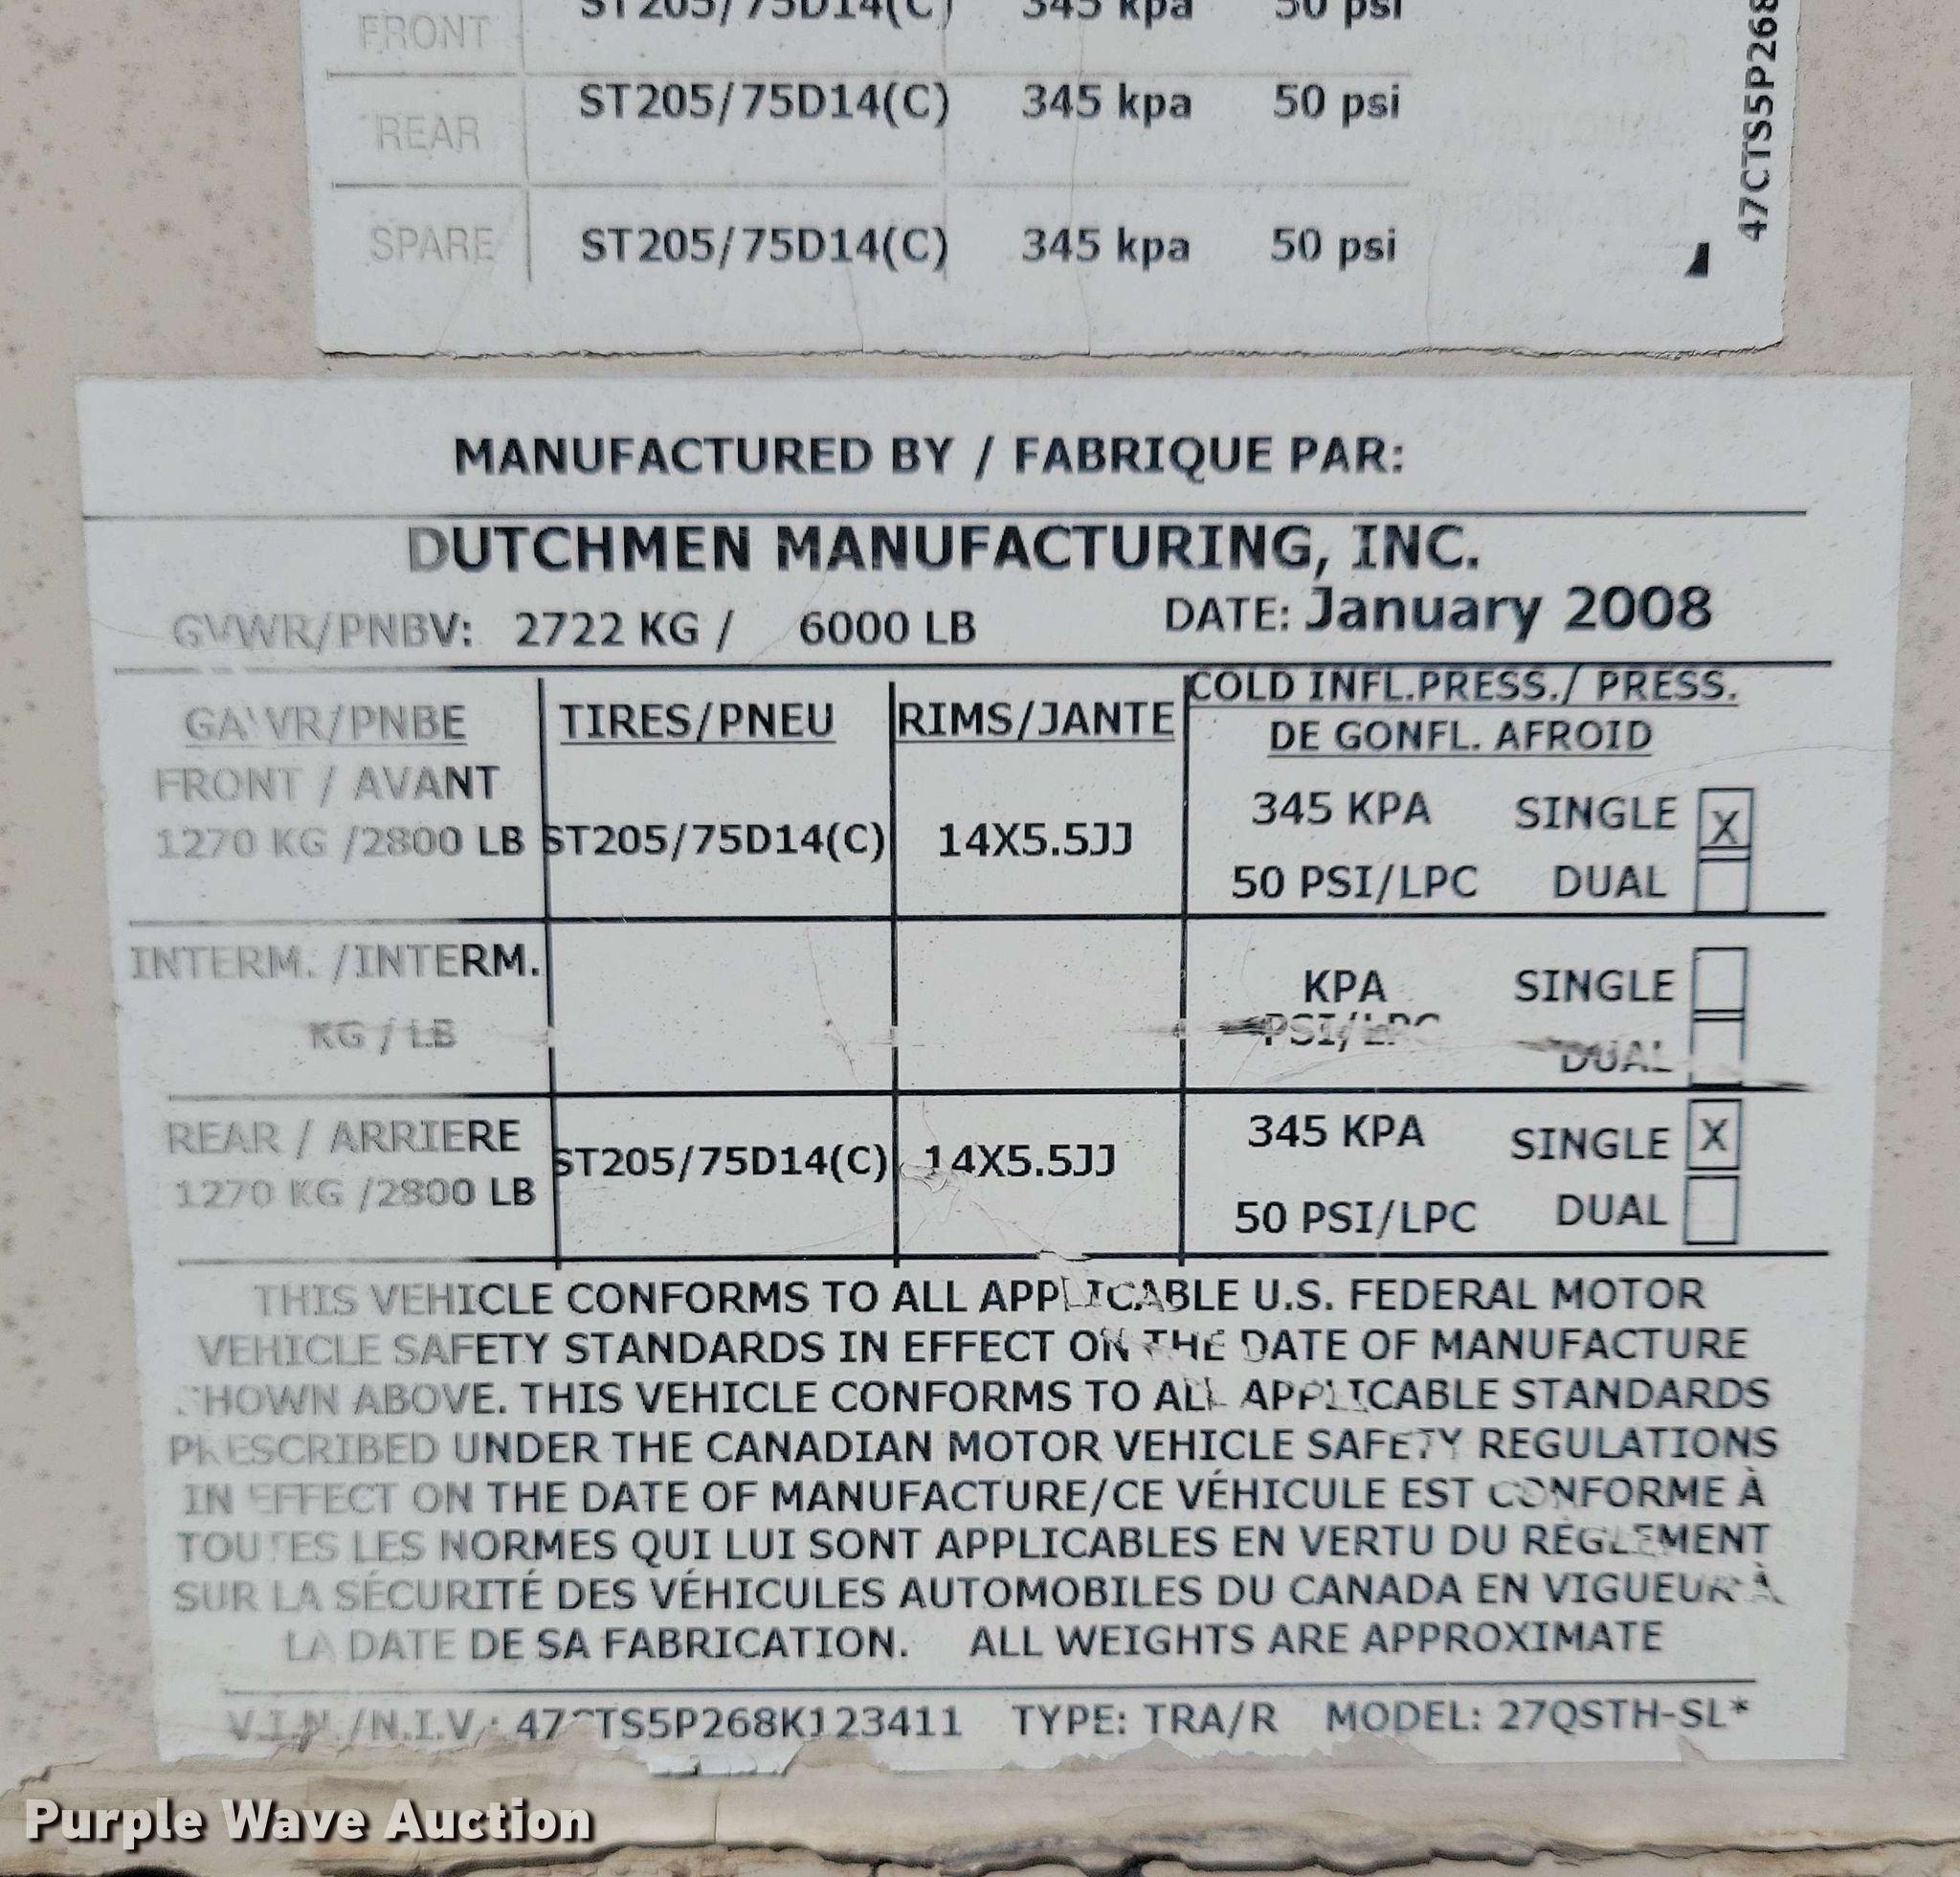 FRONT ST205/75D14(C) 345 kpa 50 psi
REAR ST205/75D14(C) 345 kpa 50 psi
SPARE ST205/75D14(C) 345 kpa 50 psi
47CTS5P268
MANUFACTURED BY / FABRIQUE PAR:
DUTCHMEN MANUFACTURING, INC.
GVWR/PNBV: 2722 KG / 6000 LB DATE: January 2008
GAWR/PNBE TIRES/PNEU RIMS/JANTE COLD INFL.PRESS./ PRESS.
DE GONFL. AFROID
FRONT / AVANT
1270 KG /2800 LB ST205/75D14(C) 14X5.5JJ 345 KPA SINGLE X
50 PSI/LPC DUAL
INTERM. /INTERM.
KPA SINGLE
KG / LB PSI/LPC DUAL
REAR / ARRIERE 345 KPA SINGLE X
1270 KG /2800 LB ST205/75D14(C) 14X5.5JJ
50 PSI/LPC DUAL
THIS VEHICLE CONFORMS TO ALL APPLICABLE U.S. FEDERAL MOTOR
VEHICLE SAFETY STANDARDS IN EFFECT ON THE DATE OF MANUFACTURE
SHOWN ABOVE. THIS VEHICLE CONFORMS TO ALL APPLICABLE STANDARDS
PRESCRIBED UNDER THE CANADIAN MOTOR VEHICLE SAFETY REGULATIONS
IN EFFECT ON THE DATE OF MANUFACTURE/CE VÉHICULE EST CONFORME À
TOUTES LES NORMES QUI LUI SONT APPLICABLES EN VERTU DU RÈGLEMENT
SUR LA SÉCURITÉ DES VÉHICULES AUTOMOBILES DU CANADA EN VIGUEUR À
LA DATE DE SA FABRICATION. ALL WEIGHTS ARE APPROXIMATE
V.I.N./N.I.V.: 47CTS5P268K123411 TYPE: TRA/R MODEL: 27QSTH-SL*
Purple Wave Auction